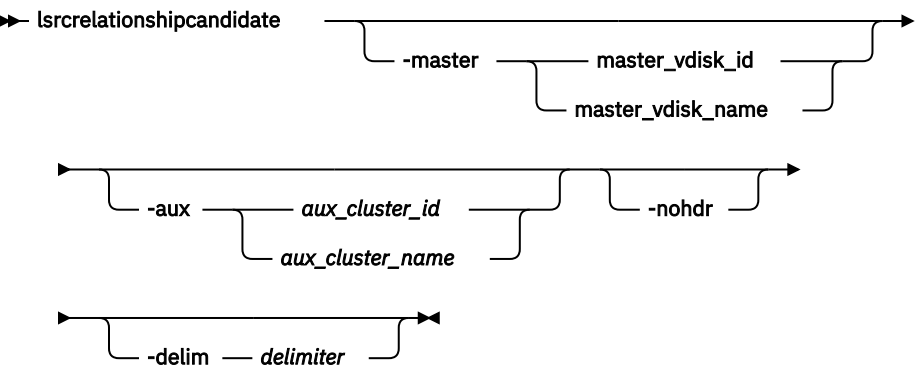 lsrcrelationshipcandidate
-master master_vdisk_id
master_vdisk_name
-aux aux_cluster_id -nohdr
aux_cluster_name
-delim delimiter